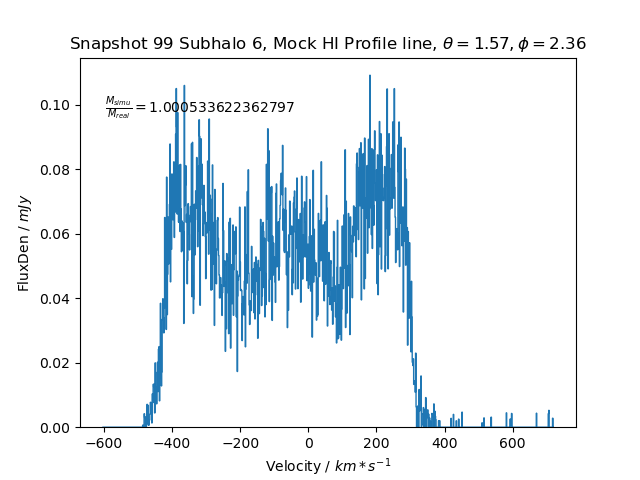 Snapshot 99 Subhalo 6, Mock HI Profile line, θ = 1.57, ϕ = 2.36
M_simu/M_real = 1.000533622362797
FluxDen / mJy
0.10
0.08
0.06
0.04
0.02
0.00
−600 −400 −200 0 200 400 600
Velocity / km * s⁻¹